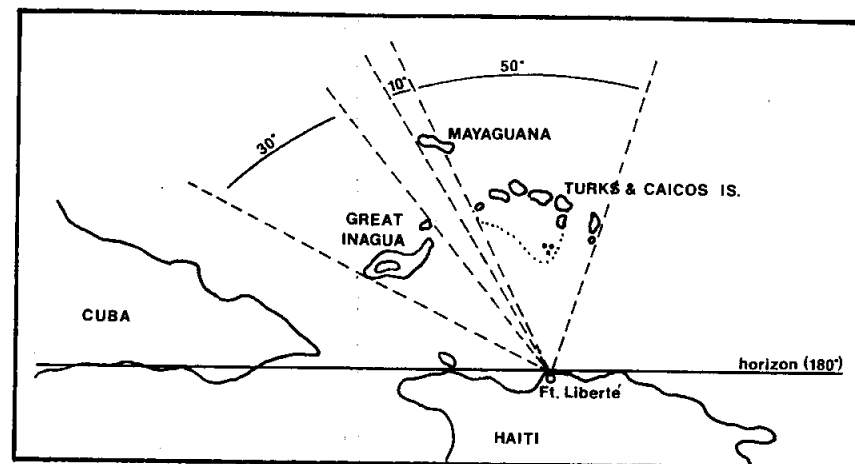 50°
10°
30°
MAYAGUANA
TURKS & CAICOS IS.
GREAT
INAGUA
CUBA
horizon (180°)
Ft. Liberté
HAITI